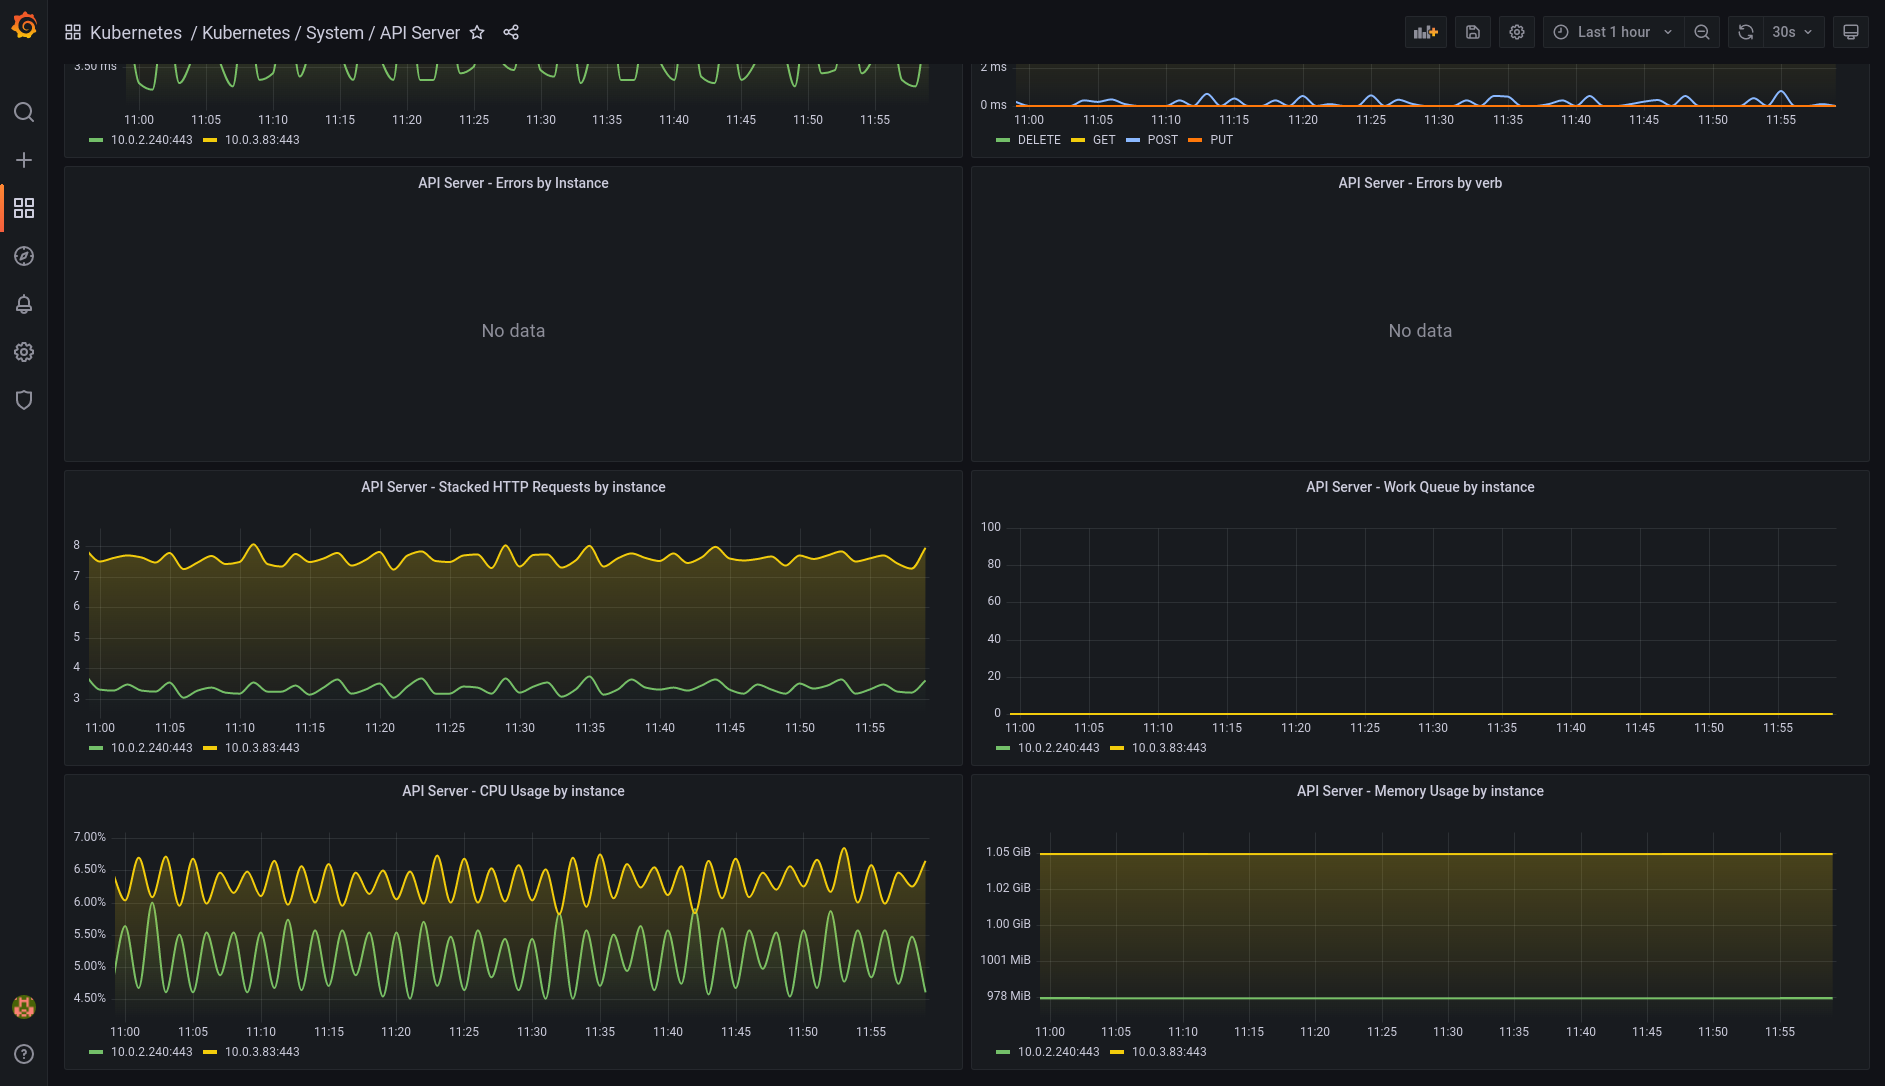 Kubernetes / Kubernetes / System / API Server
Last 1 hour
30s
3.50 ms
11:00 11:05 11:10 11:15 11:20 11:25 11:30 11:35 11:40 11:45 11:50 11:55
10.0.2.240:443 10.0.3.83:443
2 ms
0 ms
11:00 11:05 11:10 11:15 11:20 11:25 11:30 11:35 11:40 11:45 11:50 11:55
DELETE GET POST PUT
API Server - Errors by Instance
No data
API Server - Errors by verb
No data
API Server - Stacked HTTP Requests by instance
8
7
6
5
4
3
11:00 11:05 11:10 11:15 11:20 11:25 11:30 11:35 11:40 11:45 11:50 11:55
10.0.2.240:443 10.0.3.83:443
API Server - Work Queue by instance
100
80
60
40
20
0
11:00 11:05 11:10 11:15 11:20 11:25 11:30 11:35 11:40 11:45 11:50 11:55
10.0.2.240:443 10.0.3.83:443
API Server - CPU Usage by instance
7.00%
6.50%
6.00%
5.50%
5.00%
4.50%
11:00 11:05 11:10 11:15 11:20 11:25 11:30 11:35 11:40 11:45 11:50 11:55
10.0.2.240:443 10.0.3.83:443
API Server - Memory Usage by instance
1.05 GiB
1.02 GiB
1.00 GiB
1001 MiB
978 MiB
11:00 11:05 11:10 11:15 11:20 11:25 11:30 11:35 11:40 11:45 11:50 11:55
10.0.2.240:443 10.0.3.83:443